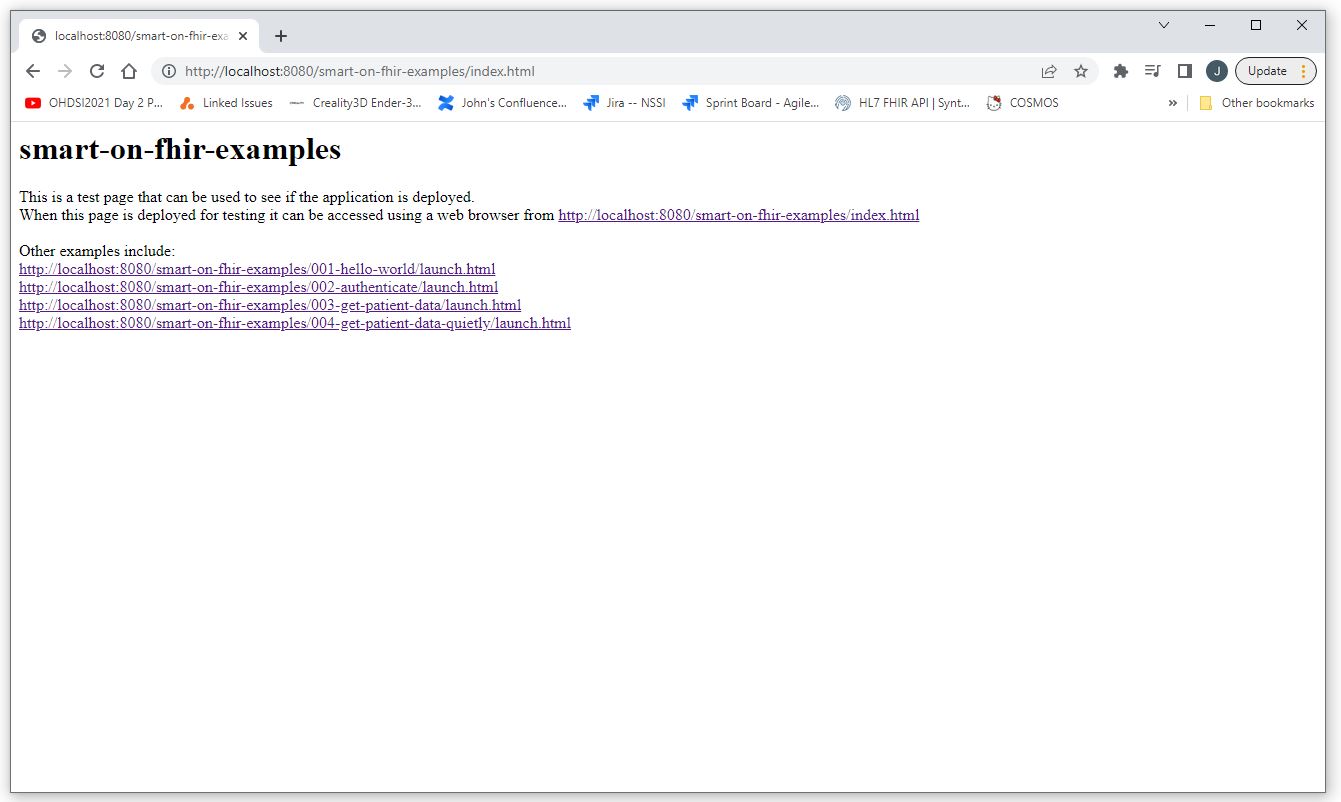 localhost:8080/smart-on-fhir-exa
http://localhost:8080/smart-on-fhir-examples/index.html
J
Update
OHDSI2021 Day 2 P...
Linked Issues
Creality3D Ender-3...
John's Confluence...
Jira -- NSSI
Sprint Board - Agile...
HL7 FHIR API | Synt...
COSMOS
»
Other bookmarks
smart-on-fhir-examples
This is a test page that can be used to see if the application is deployed.
When this page is deployed for testing it can be accessed using a web browser from http://localhost:8080/smart-on-fhir-examples/index.html
Other examples include:
http://localhost:8080/smart-on-fhir-examples/001-hello-world/launch.html
http://localhost:8080/smart-on-fhir-examples/002-authenticate/launch.html
http://localhost:8080/smart-on-fhir-examples/003-get-patient-data/launch.html
http://localhost:8080/smart-on-fhir-examples/004-get-patient-data-quietly/launch.html